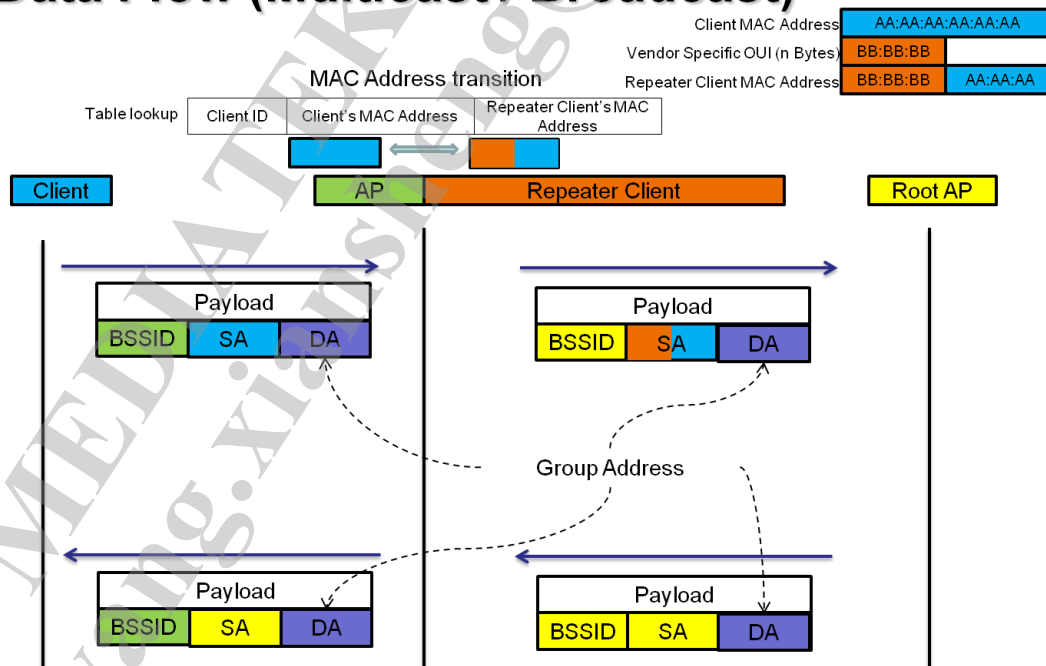 Data Flow (Multicast / Broadcast)
Client MAC Address AA:AA:AA:AA:AA:AA
Vendor Specific OUI (n Bytes) BB:BB:BB
Repeater Client MAC Address BB:BB:BB AA:AA:AA
MAC Address transition
Table lookup Client ID Client's MAC Address Repeater Client's MAC
Address
Client AP Repeater Client Root AP
Payload Payload
BSSID SA DA BSSID SA DA
Group Address
Payload Payload
BSSID SA DA BSSID SA DA
MEDIATEK